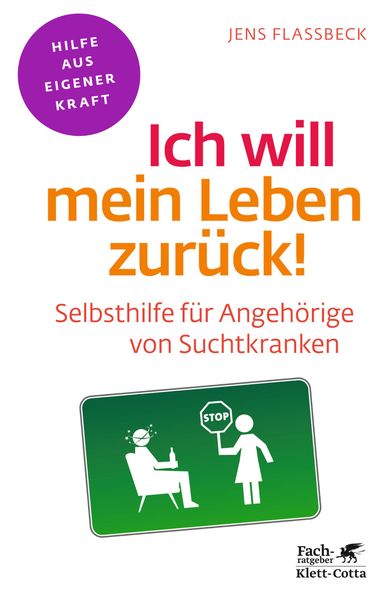 HILFE
AUS
EIGENER
KRAFT
JENS FLASSBECK
Ich will
mein Leben
zurück!
Selbsthilfe für Angehörige
von Suchtkranken
STOP
Fach-
ratgeber
Klett-Cotta